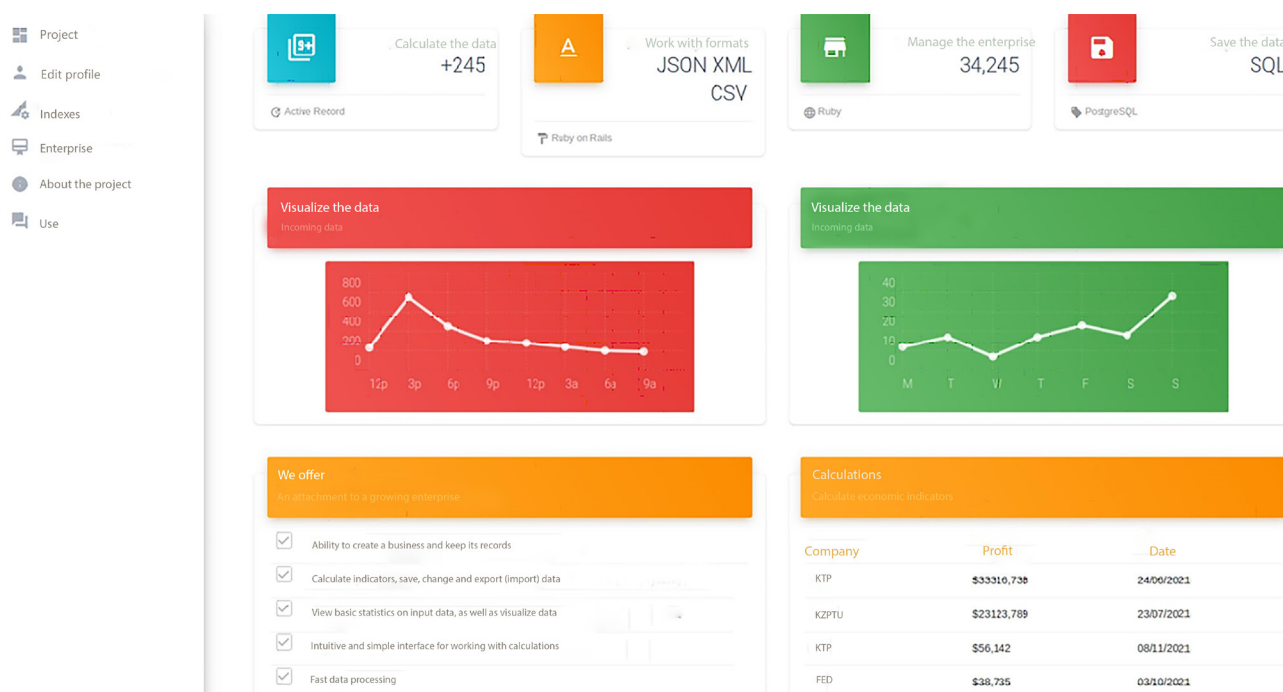 Project
Edit profile
Indexes
Enterprise
About the project
Use
9+
Calculate the data
+245
Active Record
A
Work with formats
JSON XML
CSV
Ruby on Rails
Manage the enterprise
34,245
Ruby
Save the data
SQL
PostgreSQL
Visualize the data
Incoming data
800
600
400
200
0
12p 3p 6p 9p 12p 3a 6a 9a
Visualize the data
Incoming data
40
30
20
10
0
M T W T F S S
We offer
An attachment to a growing enterprise
Ability to create a business and keep its records
Calculate indicators, save, change and export (import) data
View basic statistics on input data, as well as visualize data
Intuitive and simple interface for working with calculations
Fast data processing
Calculations
Calculate economic indicators
Company Profit Date
KTP $33316,738 24/06/2021
KZPTU $23123,789 23/07/2021
KTP $56,142 08/11/2021
FED $38,735 03/10/2021